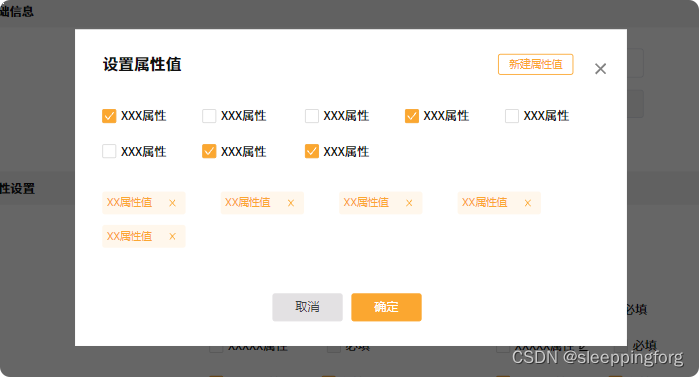 础信息
设置属性值 新建属性值
XXX属性 XXX属性 XXX属性 XXX属性 XXX属性
XXX属性 XXX属性 XXX属性
性设置
XX属性值 x XX属性值 x XX属性值 x XX属性值 x
XX属性值 x
取消 确定
必填
XXXXX属性 必填 XXXXX属性 必填
CSDN @sleeppingforg